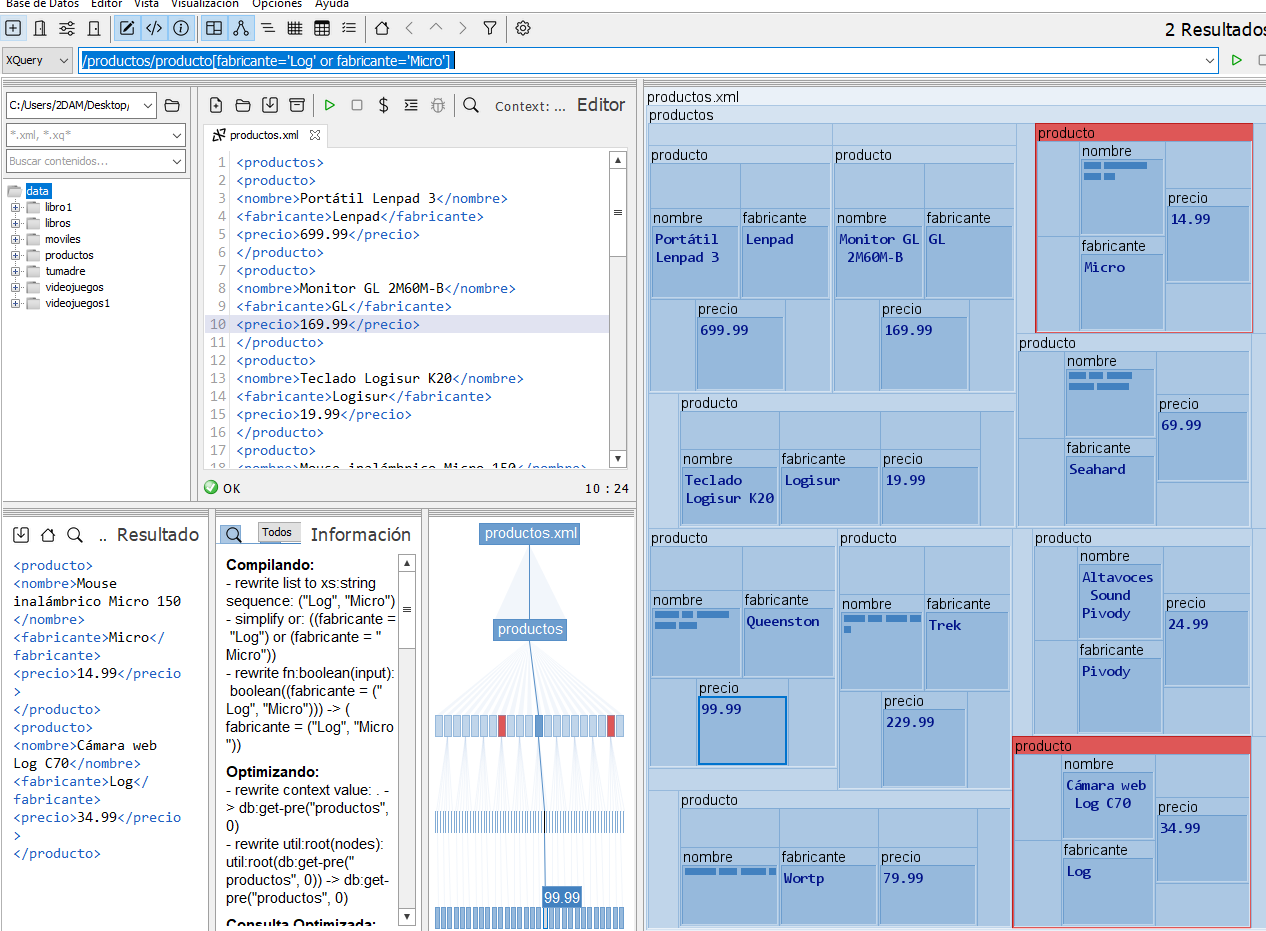 Base de Datos Editor Vista Visualización Opciones Ayuda
2 Resultados
XQuery /productos/producto[fabricante='Log' or fabricante='Micro']
C:/Users/2DAM/Desktop/
*.xml, *.xq*
Buscar contenidos...
data
libro1
libros
moviles
productos
tumadre
videojuegos
videojuegos1
Context: ... Editor
productos.xml
1 <productos>
2 <producto>
3 <nombre>Portátil Lenpad 3</nombre>
4 <fabricante>Lenpad</fabricante>
5 <precio>699.99</precio>
6 </producto>
7 <producto>
8 <nombre>Monitor GL 2M60M-B</nombre>
9 <fabricante>GL</fabricante>
10 <precio>169.99</precio>
11 </producto>
12 <producto>
13 <nombre>Teclado Logisur K20</nombre>
14 <fabricante>Logisur</fabricante>
15 <precio>19.99</precio>
16 </producto>
17 <producto>
18 <nombre>Mouse inalámbrico Micro 150</nombre>
OK
10 : 24
.. Resultado
<producto>
<nombre>Mouse
inalámbrico Micro 150
</nombre>
<fabricante>Micro</
fabricante>
<precio>14.99</precio
>
</producto>
<producto>
<nombre>Cámara web
Log C70</nombre>
<fabricante>Log</
fabricante>
<precio>34.99</precio
>
</producto>
Todos Información
Compilando:
- rewrite list to xs:string
sequence: ("Log", "Micro")
- simplify or: ((fabricante =
"Log") or (fabricante = "
Micro"))
- rewrite fn:boolean(input):
boolean((fabricante = ("
Log", "Micro"))) -> (
fabricante = ("Log", "Micro
"))
Optimizando:
- rewrite context value: . -
> db:get-pre("productos",
0)
- rewrite util:root(nodes):
util:root(db:get-pre("
productos", 0)) -> db:get-
pre("productos", 0)
Consulta Optimizada:
productos.xml
productos
99.99
productos.xml
productos
producto
nombre
Portátil
Lenpad 3
fabricante
Lenpad
precio
699.99
producto
nombre
Monitor GL
2M60M-B
fabricante
GL
precio
169.99
producto
nombre
fabricante
Micro
precio
14.99
producto
nombre
fabricante
Seahard
precio
69.99
producto
nombre
Teclado
Logisur K20
fabricante
Logisur
precio
19.99
producto
nombre
fabricante
Queenston
precio
99.99
producto
nombre
fabricante
Trek
precio
229.99
producto
nombre
Altavoces
Sound
Pivody
fabricante
Pivody
precio
24.99
producto
nombre
fabricante
Wortp
precio
79.99
producto
nombre
Cámara web
Log C70
fabricante
Log
precio
34.99